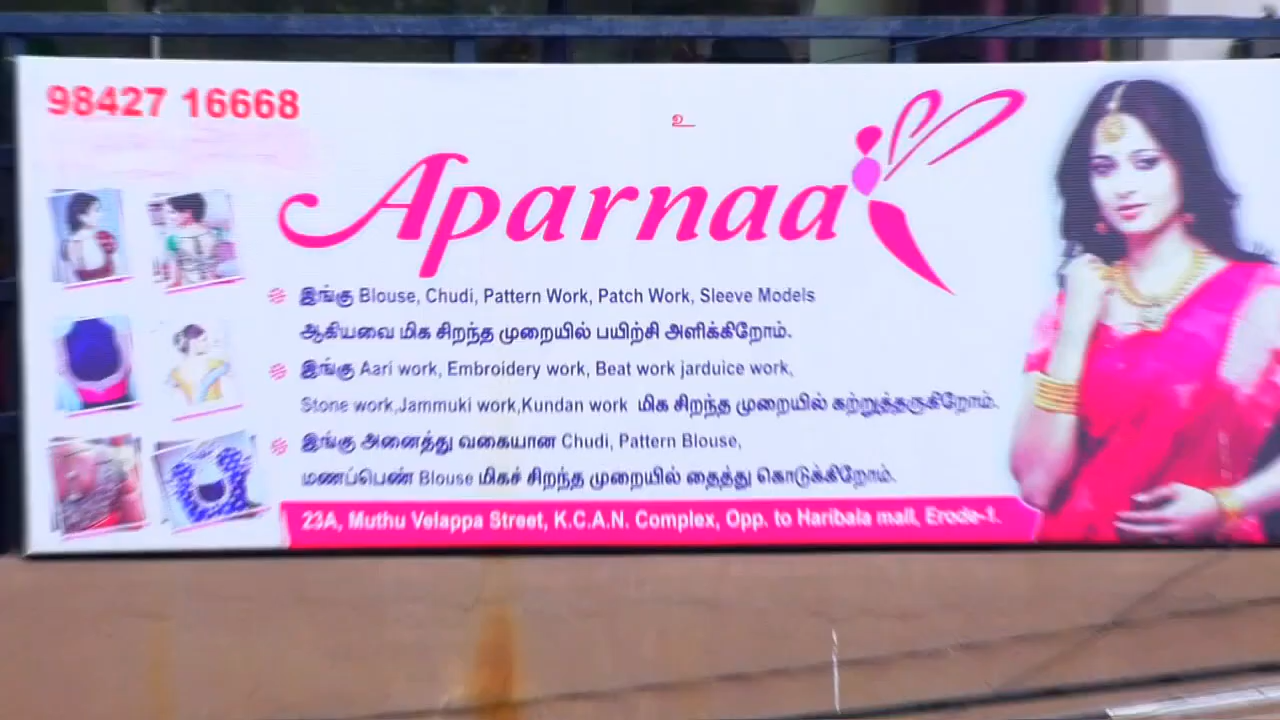 98427 16668
உ
Aparnaa
இங்கு Blouse, Chudi, Pattern Work, Patch Work, Sleeve Models
ஆகியவை மிக சிறந்த முறையில் பயிற்சி அளிக்கிறோம்.
இங்கு Aari work, Embroidery work, Beat work jarduice work,
Stone work,Jammuki work,Kundan work மிக சிறந்த முறையில் கற்றுத்தருகிறோம்.
இங்கு அனைத்து வகையான Chudi, Pattern Blouse,
மணப்பெண் Blouse மிகச் சிறந்த முறையில் தைத்து கொடுக்கிறோம்.
23A, Muthu Velappa Street, K.C.A.N. Complex, Opp. to Haribala mall, Erode-1.